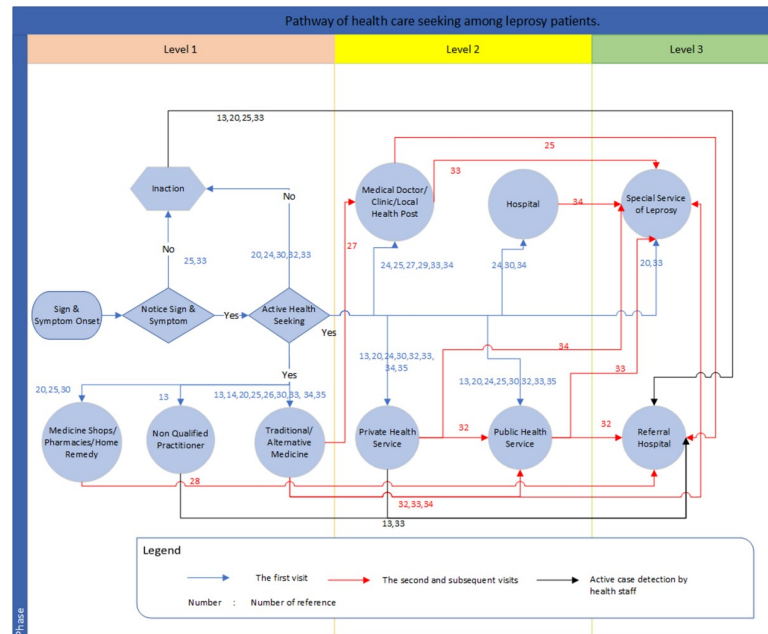 Pathway of health care seeking among leprosy patients.
Level 1
Level 2
Level 3
13,20,25,33
25
33
Inaction
Medical Doctor/
Clinic/Local
Health Post
Hospital
34
Special Service
of Leprosy
No
No
27
25,33
20,24,30,32,33
24,25,27,29,33,34
24,30,34
20,33
Sign &
Symptom Onset
Notice Sign &
Symptom
Yes
Active Health
Seeking
Yes
Yes
34
13,20,24,30,32,33,
34,35
13,20,24,25,30,32,33,35
33
20,25,30
13
13,14,20,25,26,30,33, 34,35
Medicine Shops/
Pharmacies/Home
Remedy
Non Qualified
Practitioner
Traditional/
Alternative
Medicine
Private Health
Service
32
Public Health
Service
32
Referral
Hospital
28
32,33,34
13,33
Legend
The first visit
The second and subsequent visits
Active case detection by
health staff
Number : Number of reference
Phase